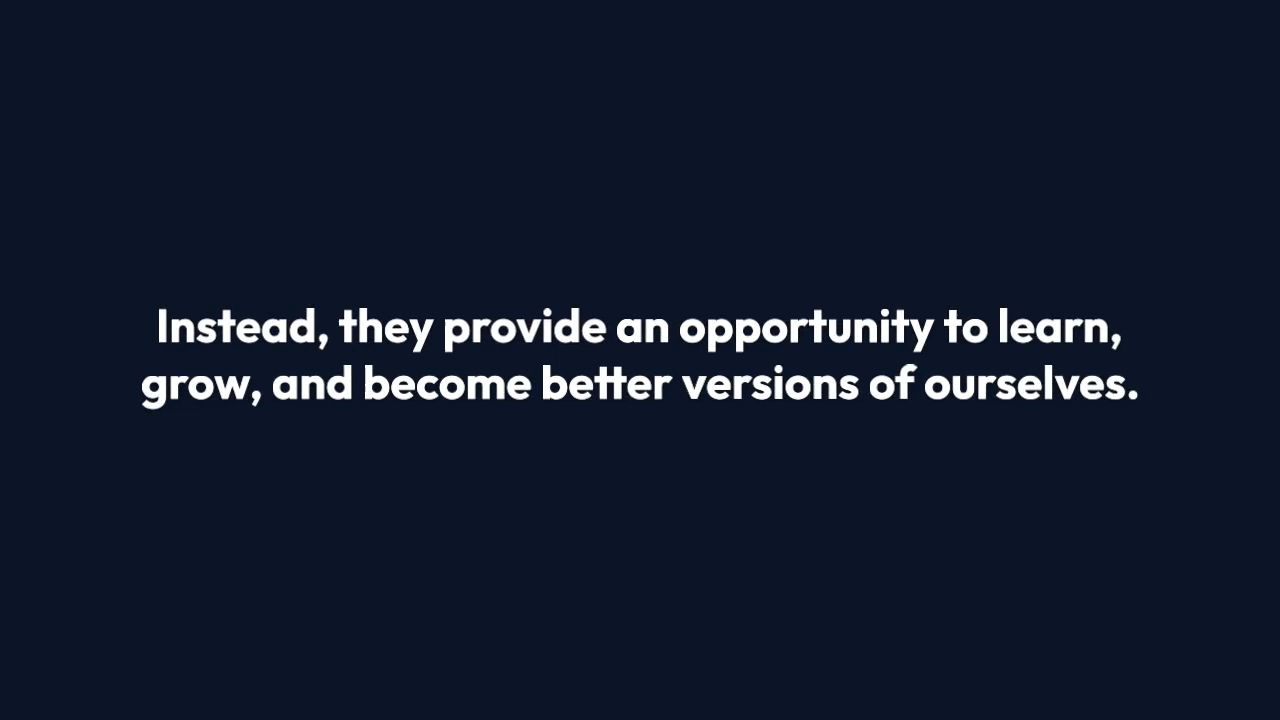 Instead, they provide an opportunity to learn,
grow, and become better versions of ourselves.